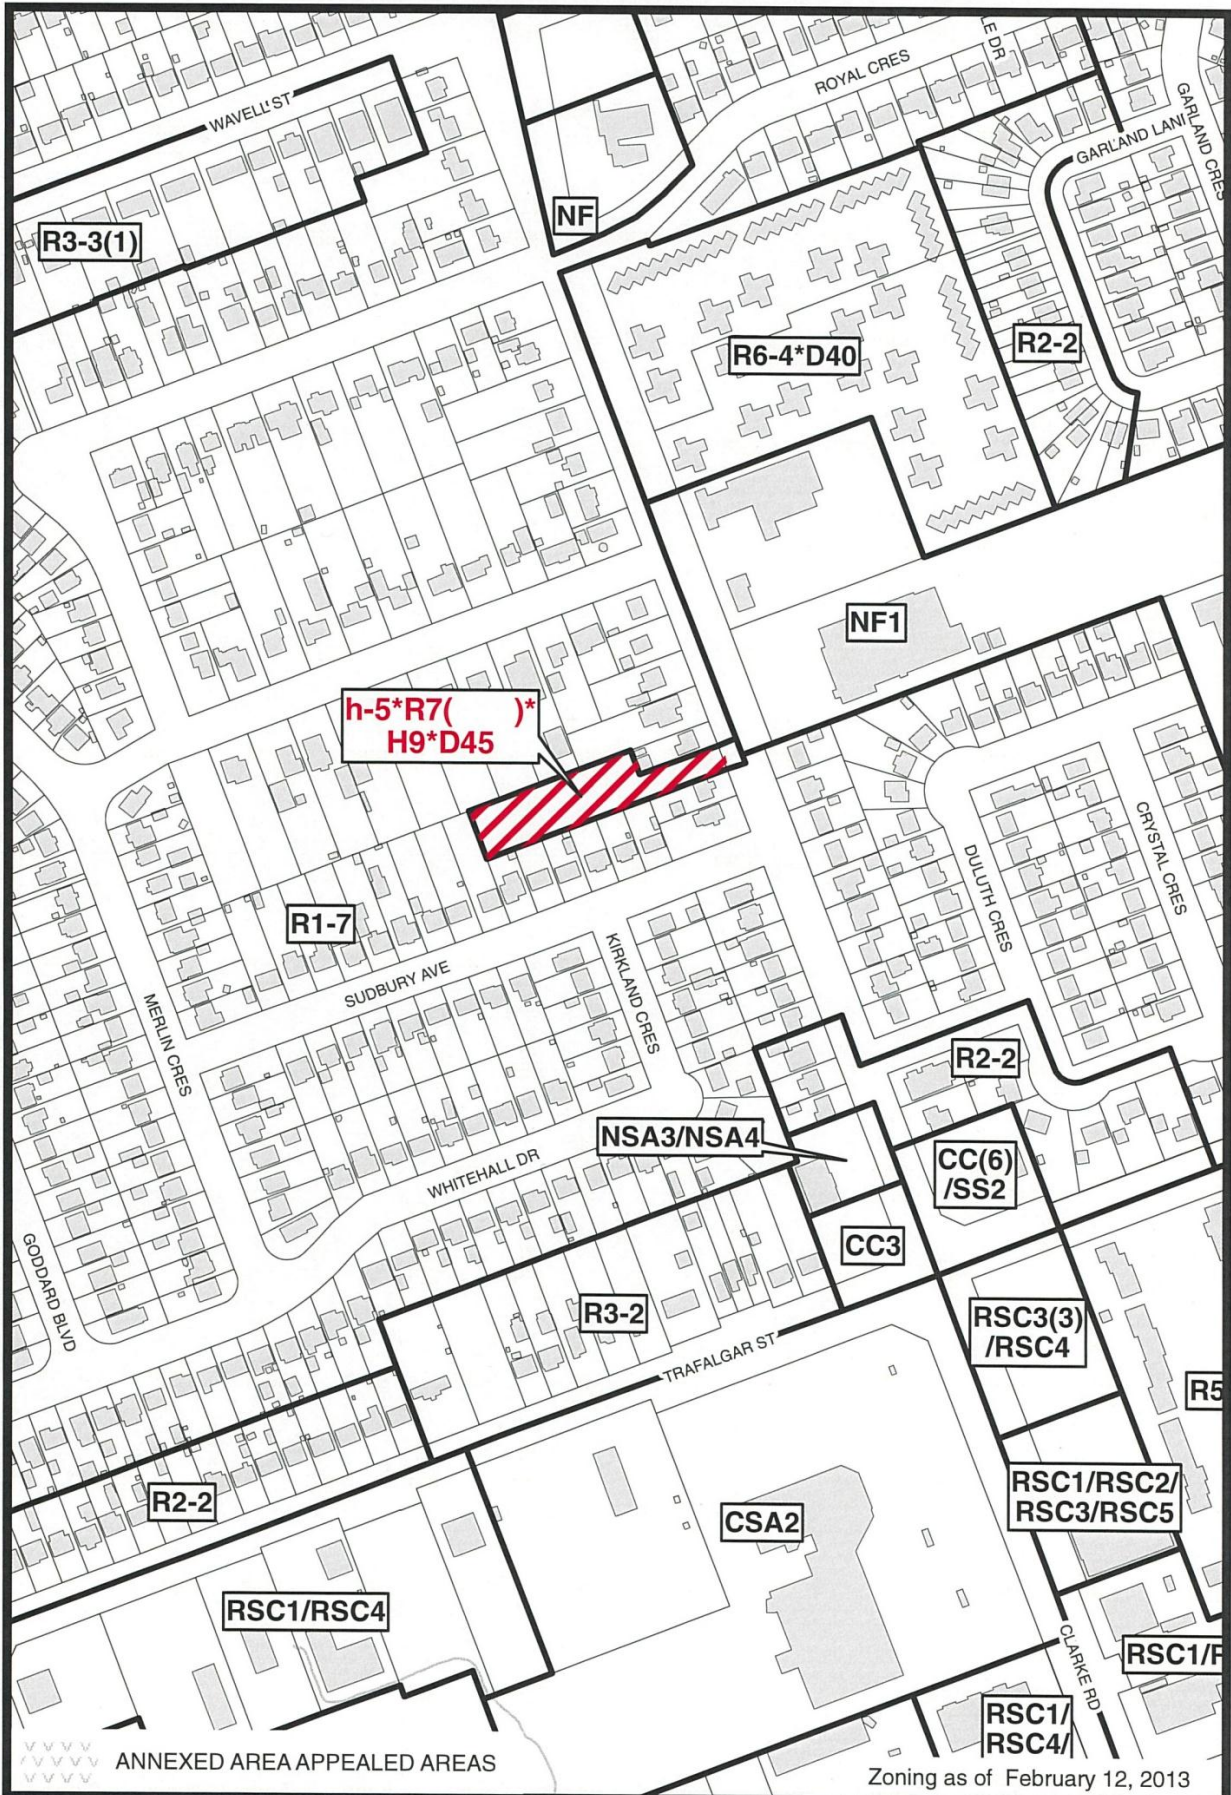 LE DR
ROYAL CRES
WAVELL ST
GARLAND CRES
GARLAND LANE
NF
R3-3(1)
R6-4*D40
R2-2
NF1
h-5*R7( )*
H9*D45
CRYSTAL CRES
DULUTH CRES
R1-7
KIRKLAND CRES
SUDBURY AVE
MERLIN CRES
R2-2
NSA3/NSA4
CC(6)
/SS2
WHITEHALL DR
CC3
GODDARD BLVD
R3-2
RSC3(3)
/RSC4
TRAFALGAR ST
R5
RSC1/RSC2/
RSC3/RSC5
R2-2
CSA2
RSC1/RSC4
CLARKE RD
RSC1/
RSC1/
RSC4/
ANNEXED AREA APPEALED AREAS
Zoning as of February 12, 2013